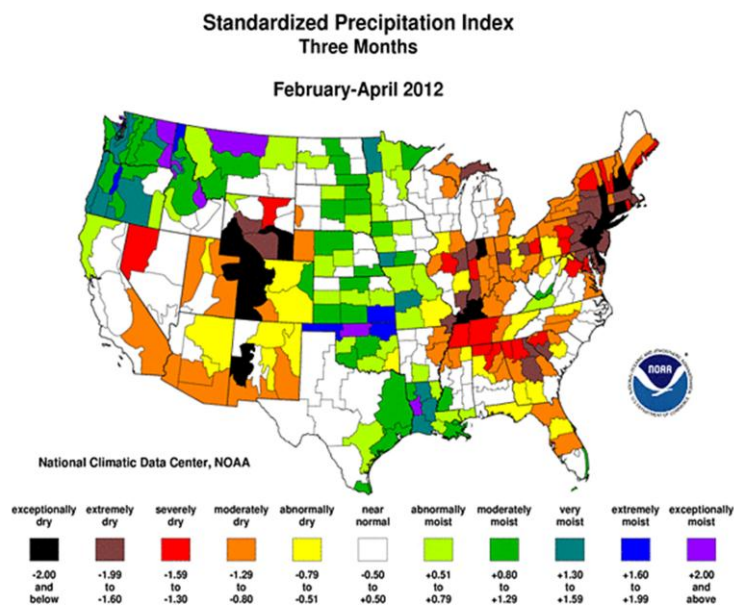 Standardized Precipitation Index
Three Months
February-April 2012
NOAA
National Climatic Data Center, NOAA
exceptionally dry
extremely dry
severely dry
moderately dry
abnormally dry
near normal
abnormally moist
moderately moist
very moist
extremely moist
exceptionally moist
-2.00 and below
-1.99 to -1.60
-1.59 to -1.30
-1.29 to -0.80
-0.79 to -0.51
-0.50 to +0.50
+0.51 to +0.79
+0.80 to +1.29
+1.30 to +1.59
+1.60 to +1.99
+2.00 and above